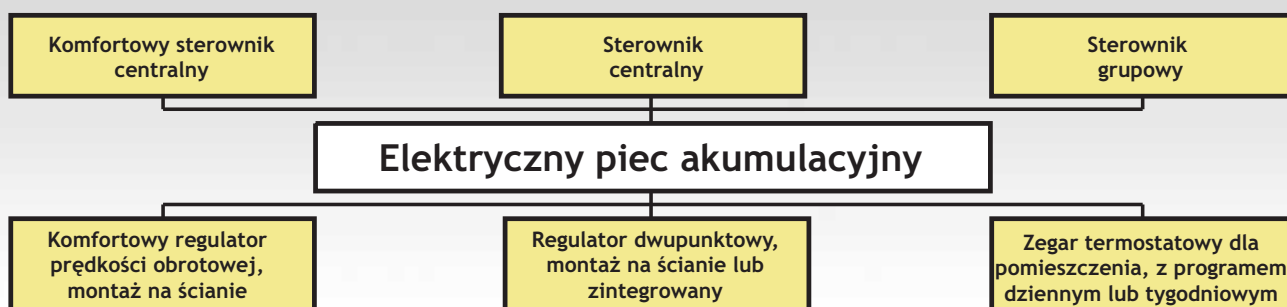 Komfortowy sterownik
centralny
Sterownik
centralny
Sterownik
grupowy
Elektryczny piec akumulacyjny
Komfortowy regulator
prędkości obrotowej,
montaż na ścianie
Regulator dwupunktowy,
montaż na ścianie lub
zintegrowany
Zegar termostatowy dla
pomieszczenia, z programem
dziennym lub tygodniowym